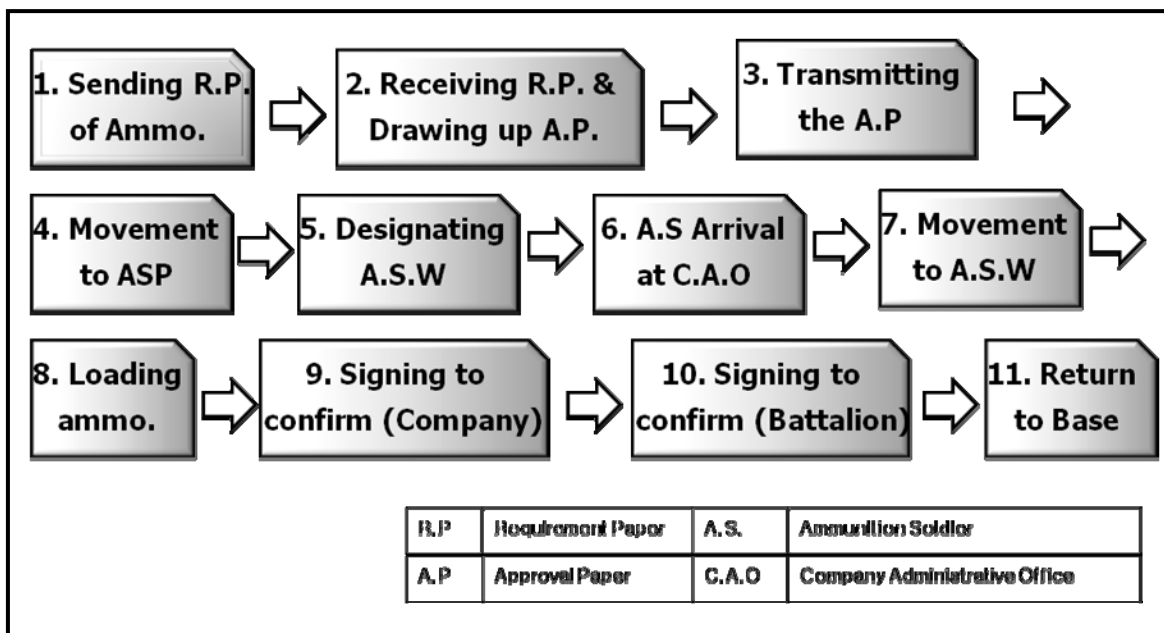 1. Sending R.P.
of Ammo.
2. Receiving R.P. &
Drawing up A.P.
3. Transmitting
the A.P
4. Movement
to ASP
5. Designating
A.S.W
6. A.S Arrival
at C.A.O
7. Movement
to A.S.W
8. Loading
ammo.
9. Signing to
confirm (Company)
10. Signing to
confirm (Battalion)
11. Return
to Base
R.P Requirement Paper A.S. Ammunition Soldier
A.P Approval Paper C.A.O Company Administrative Office